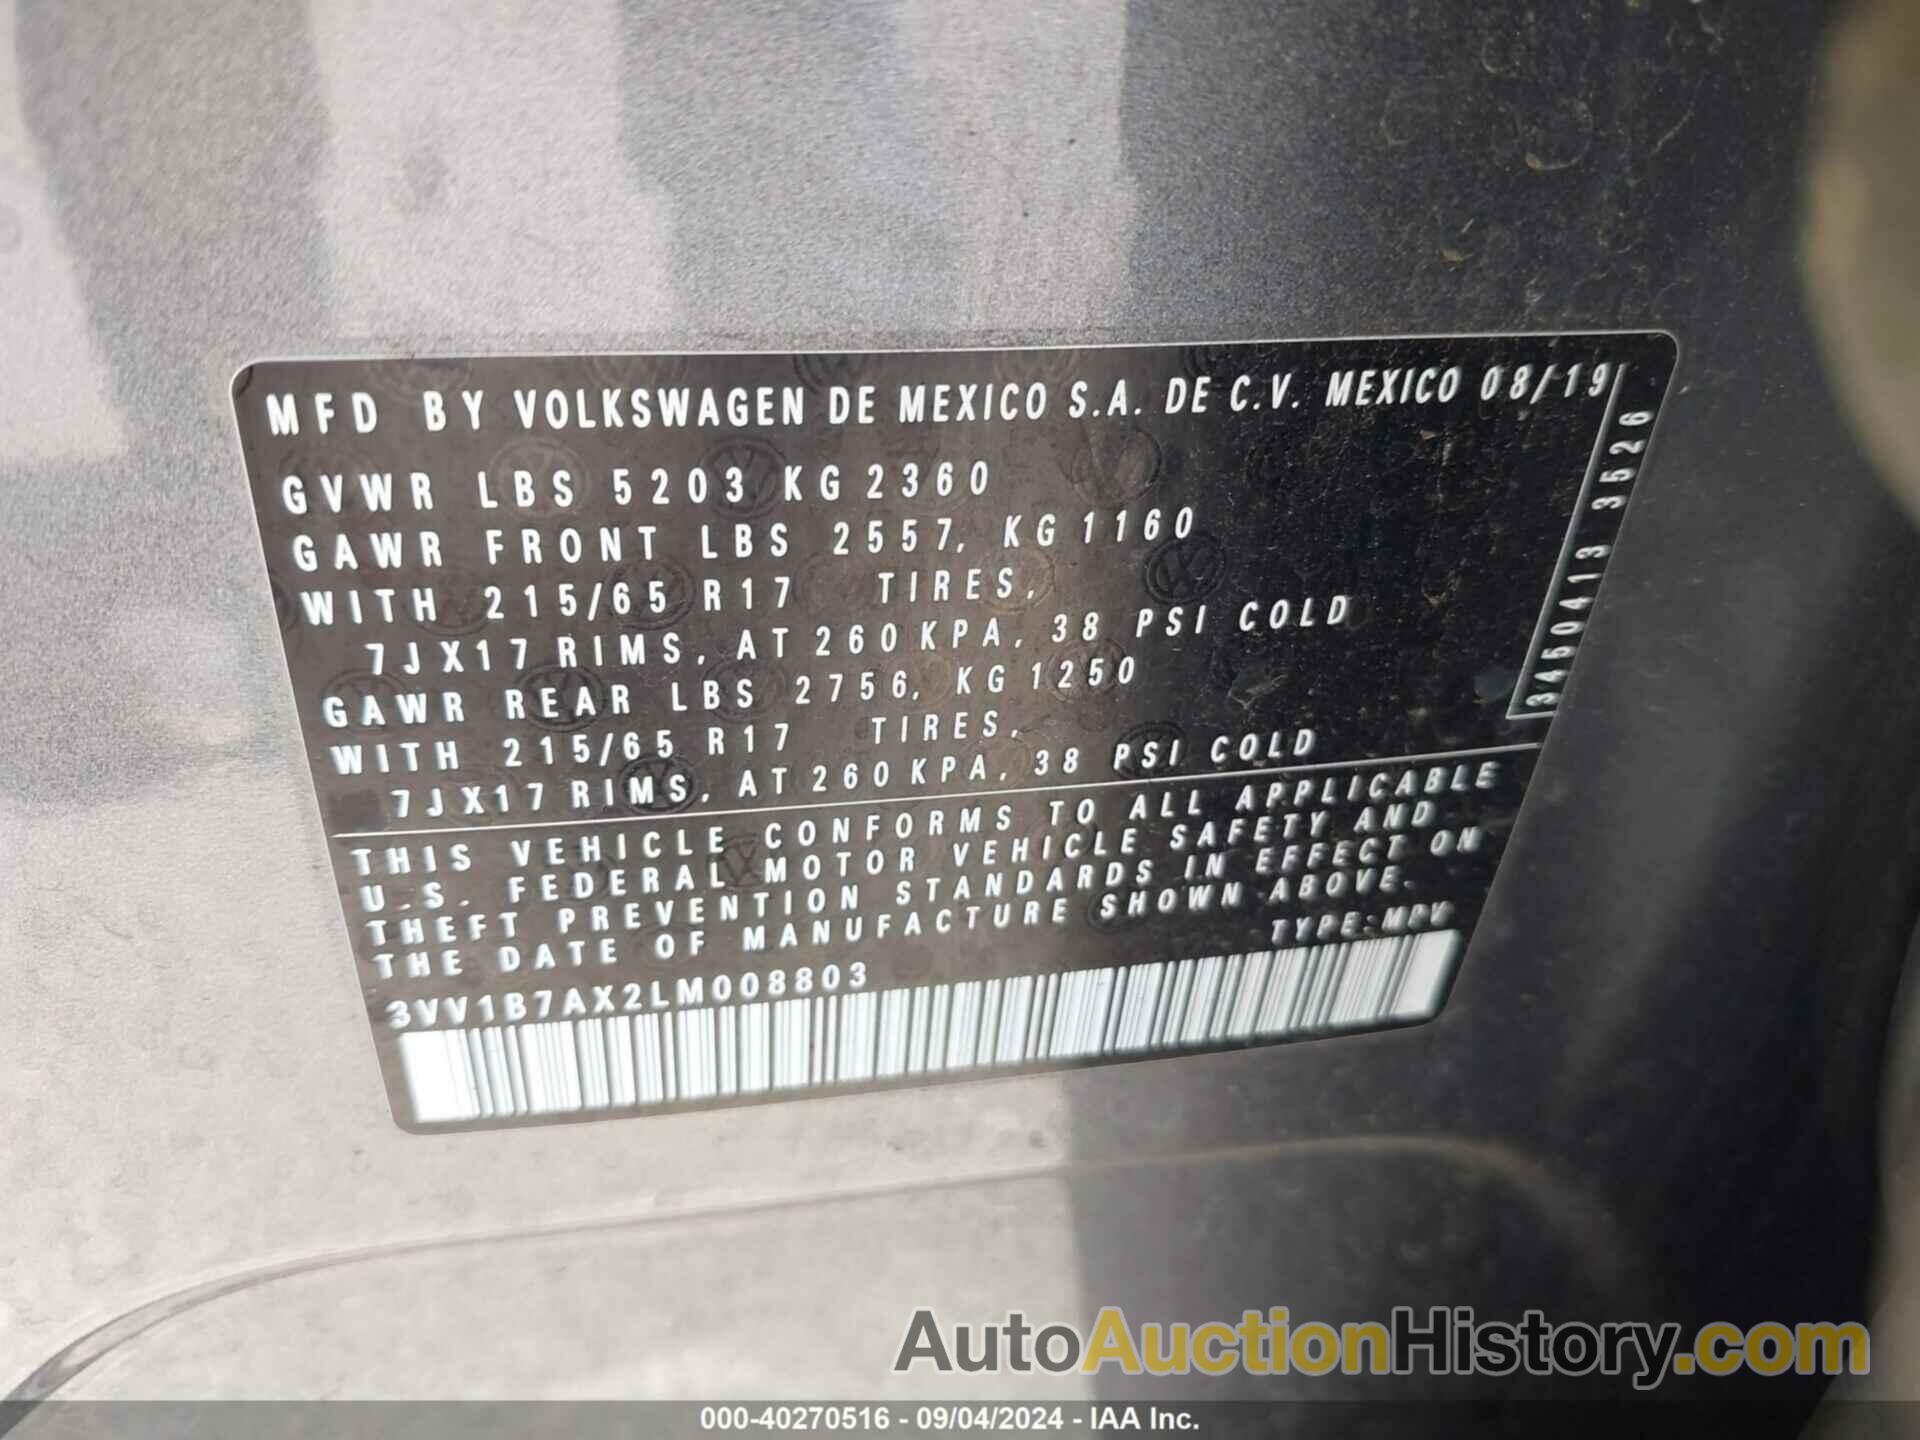 MFD BY VOLKSWAGEN DE MEXICO S.A. DE C.V. MEXICO 08/19
GVWR LBS 5203 KG 2360
GAWR FRONT LBS 2557, KG 1160
WITH 215/65 R17 TIRES,
7JX17 RIMS, AT 260 KPA, 38 PSI COLD
GAWR REAR LBS 2756, KG 1250
WITH 215/65 R17 TIRES,
7JX17 RIMS, AT 260 KPA, 38 PSI COLD
THIS VEHICLE CONFORMS TO ALL APPLICABLE
U.S. FEDERAL MOTOR VEHICLE SAFETY AND
THEFT PREVENTION STANDARDS IN EFFECT ON
THE DATE OF MANUFACTURE SHOWN ABOVE.
TYPE: MPV
3VV1B7AX2LM008803
3450413 3526
AutoAuctionHistory.com
000-40270516 - 09/04/2024 - IAA Inc.